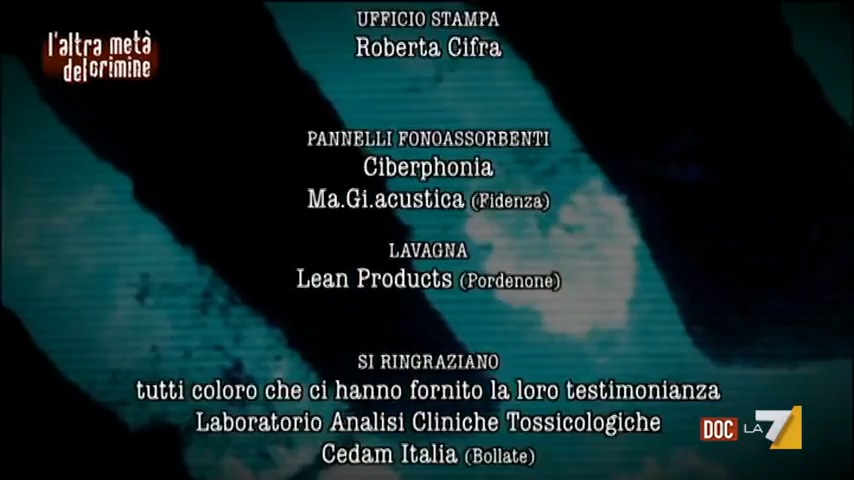 l'altra metà
del crimine
UFFICIO STAMPA
Roberta Cifra
PANNELLI FONOASSORBENTI
Ciberphonia
Ma.Gi.acustica (Fidenza)
LAVAGNA
Lean Products (Pordenone)
SI RINGRAZIANO
tutti coloro che ci hanno fornito la loro testimonianza
Laboratorio Analisi Cliniche Tossicologiche
Cedam Italia (Bollate)
DOC LA7